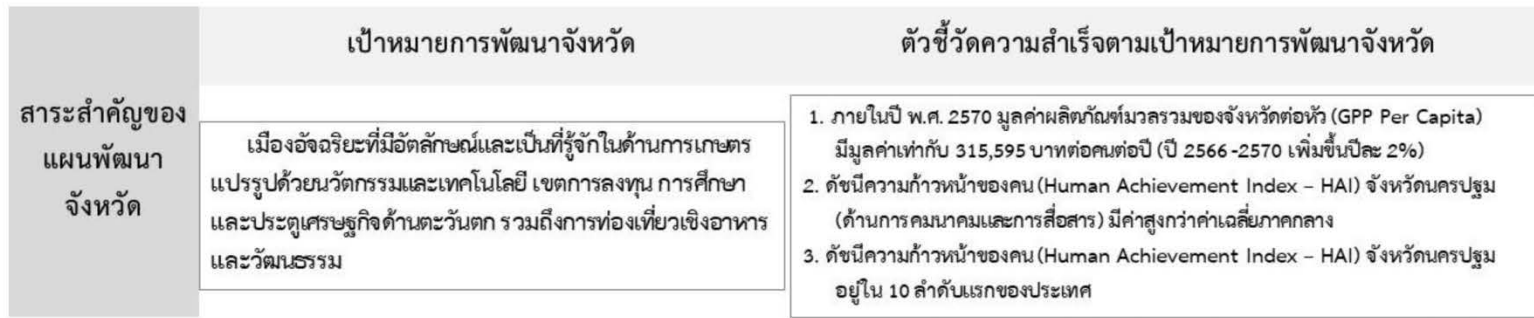 เป้าหมายการพัฒนาจังหวัด
ตัวชี้วัดความสำเร็จตามเป้าหมายการพัฒนาจังหวัด
สาระสำคัญของ
แผนพัฒนา
จังหวัด
เมืองอัจฉริยะที่มีอัตลักษณ์และเป็นที่รู้จักในด้านการเกษตร
แปรรูปด้วยนวัตกรรมและเทคโนโลยี เขตการลงทุน การศึกษา
และประตูเศรษฐกิจด้านตะวันตก รวมถึงการท่องเที่ยวเชิงอาหาร
และวัฒนธรรม
1. ภายในปี พ.ศ. 2570 มูลค่าผลิตภัณฑ์มวลรวมของจังหวัดต่อหัว (GPP Per Capita)
มีมูลค่าเท่ากับ 315,595 บาทต่อคนต่อปี (ปี 2566 -2570 เพิ่มขึ้นปีละ 2%)
2. ดัชนีความก้าวหน้าของคน (Human Achievement Index – HAI) จังหวัดนครปฐม
(ด้านการคมนาคมและการสื่อสาร) มีค่าสูงกว่าค่าเฉลี่ยภาคกลาง
3. ดัชนีความก้าวหน้าของคน (Human Achievement Index – HAI) จังหวัดนครปฐม
อยู่ใน 10 ลำดับแรกของประเทศ